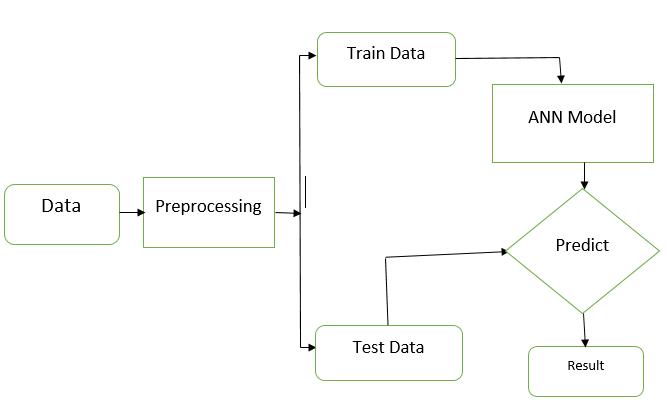 Train Data
ANN Model
Data
Preprocessing
Predict
Test Data
Result